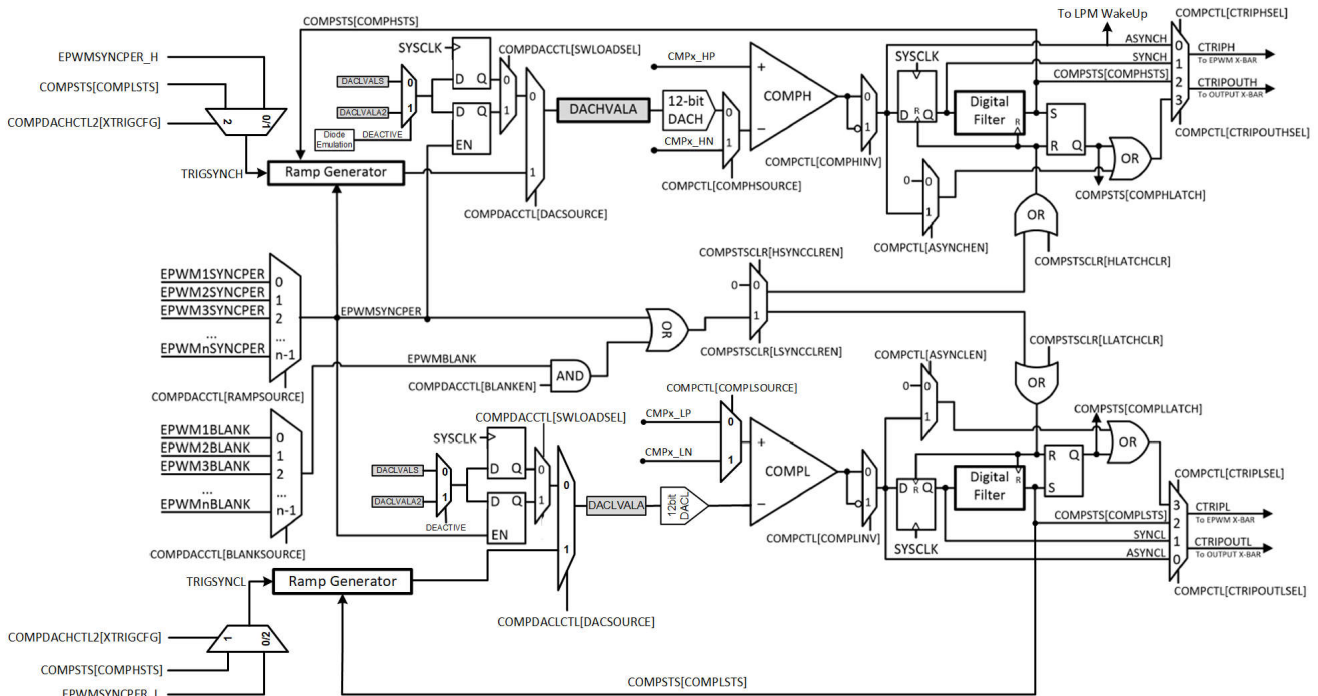 COMPSTS[COMPHSTS]
To LPM WakeUp
COMPCTL[CTRIPHSEL]
EPWMSYNCPER_H
SYSCLK
COMPDACCTL[SWLOADSEL]
ASYNCH
0
CTRIPH
To EPWM X-BAR
COMPSTS[COMPLSTS]
DACLVALS
0
D Q
0
0
CMPx_HP
+
COMPH
0
SYSCLK
SYNCH
1
COMPSTS[COMPHSTS]
2
CTRIPOUTH
To OUTPUT X-BAR
COMPDACHCTL2[XTRIGCFG]
2
0/1
DACLVALA2
1
D Q
1
DACHVALA
12-bit
DACH
0
1
−
1
D R Q
Digital
Filter
R
S
3
Diode
Emulation
DEACTIVE
EN
CMPx_HN
COMPCTL[COMPHINV]
R Q
OR
COMPCTL[CTRIPOUTHSEL]
TRIGSYNCH
Ramp Generator
1
COMPCTL[COMPHSOURCE]
0
0
COMPSTS[COMPHLATCH]
COMPDACCTL[DACSOURCE]
1
OR
COMPCTL[ASYNCHEN]
COMPSTSCLR[HSYNCCLREN]
COMPSTSCLR[HLATCHCLR]
EPWM1SYNCPER
0
0
0
EPWM2SYNCPER
1
EPWM3SYNCPER
2
EPWMSYNCPER
OR
1
...
...
EPWMnSYNCPER
n-1
EPWMBLANK
COMPSTSCLR[LSYNCCLREN]
COMPSTSCLR[LLATCHCLR]
COMPCTL[ASYNCLEN]
COMPDACCTL[BLANKEN]
AND
COMPCTL[COMPLSOURCE]
0
0
OR
COMPDACCTL[RAMPSOURCE]
COMPDACCTL[SWLOADSEL]
CMPx_LP
0
1
COMPSTS[COMPLLATCH]
EPWM1BLANK
0
SYSCLK
+
OR
EPWM2BLANK
1
CMPx_LN
1
COMPL
0
R Q
COMPCTL[CTRIPLSEL]
EPWM3BLANK
2
DACLVALS
0
D Q
0
0
D R Q
Digital
Filter
R
S
3
...
...
DACLVALA2
1
D Q
1
DACLVALA
12bit
DACL
−
1
COMPSTS[COMPLSTS]
2
CTRIPL
To EPWM X-BAR
EPWMnBLANK
n-1
DEACTIVE
EN
COMPCTL[COMPLINV]
SYSCLK
SYNCL
1
CTRIPOUTL
To OUTPUT X-BAR
COMPDACCTL[BLANKSOURCE]
1
ASYNCL
0
TRIGSYNCL
Ramp Generator
COMPCTL[CTRIPOUTLSEL]
COMPDACLCTL[DACSOURCE]
COMPDACHCTL2[XTRIGCFG]
1
0/2
COMPSTS[COMPHSTS]
COMPSTS[COMPLSTS]
EPWMSYNCPER_L